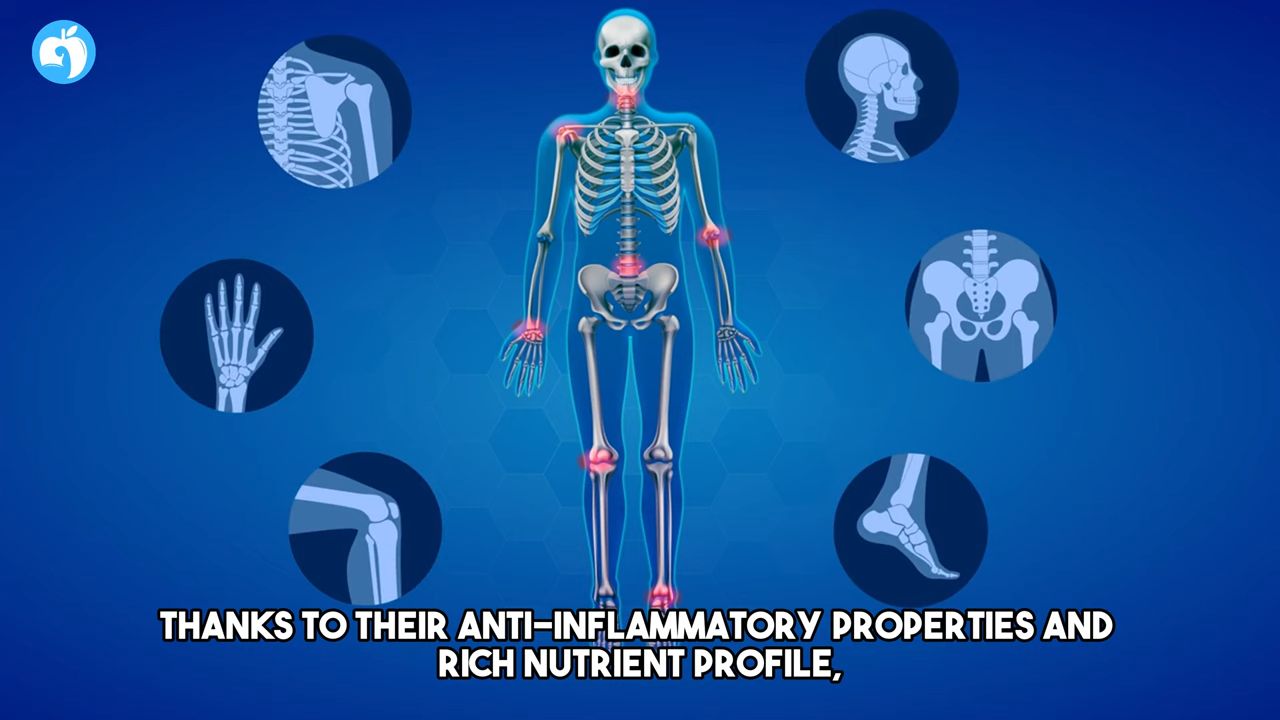 THANKS TO THEIR ANTI-INFLAMMATORY PROPERTIES AND
RICH NUTRIENT PROFILE,